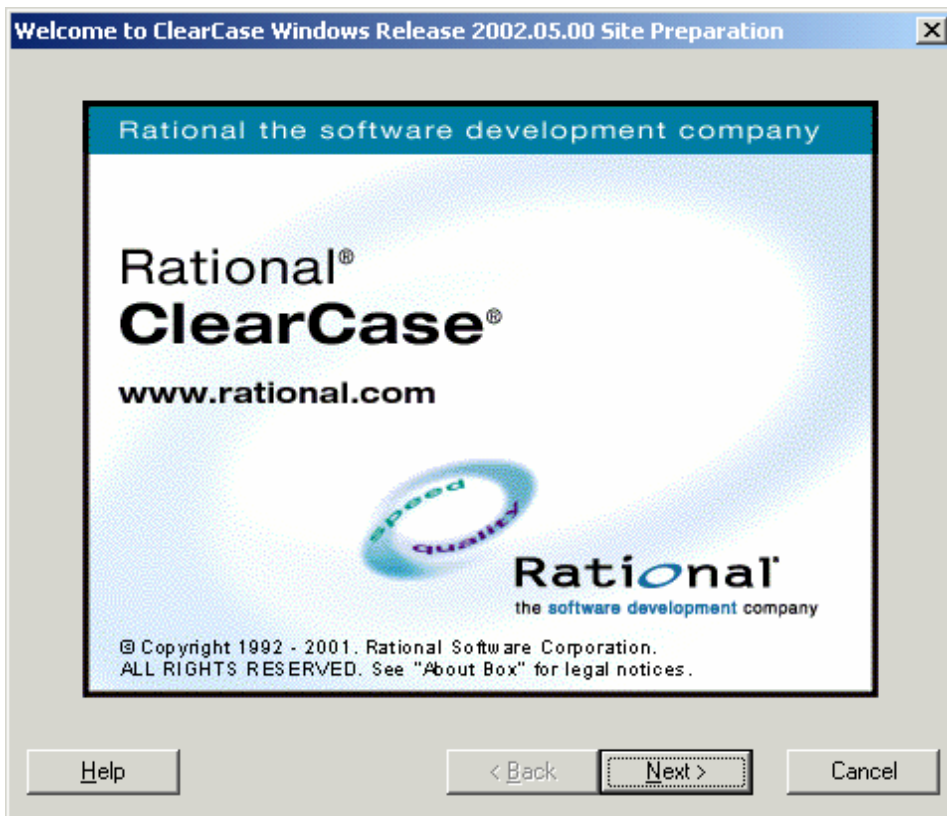 Welcome to ClearCase Windows Release 2002.05.00 Site Preparation
Rational the software development company
Rational®
ClearCase®
www.rational.com
speed
quality
Rational
the software development company
© Copyright 1992 - 2001. Rational Software Corporation.
ALL RIGHTS RESERVED. See "About Box" for legal notices.
Help
< Back
Next >
Cancel